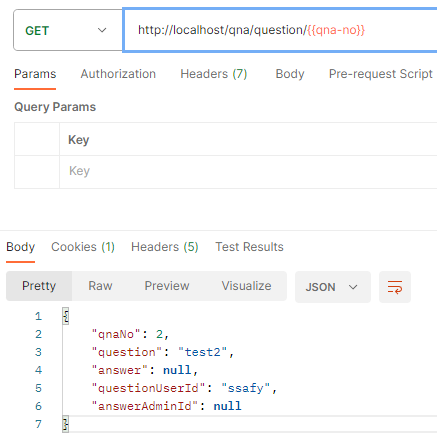 GET http://localhost/qna/question/{{qna-no}}
Params Authorization Headers (7) Body Pre-request Script
Query Params
Key
Key
Body Cookies (1) Headers (5) Test Results
Pretty Raw Preview Visualize JSON
1 {
2 "qnaNo": 2,
3 "question": "test2",
4 "answer": null,
5 "questionUserId": "ssafy",
6 "answerAdminId": null
7 }